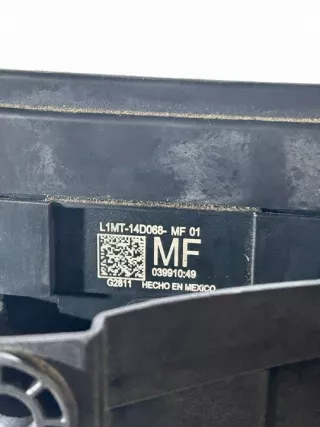 L1MT-14D068- MF 01
MF
039910:49
G2811 HECHO EN MEXICO